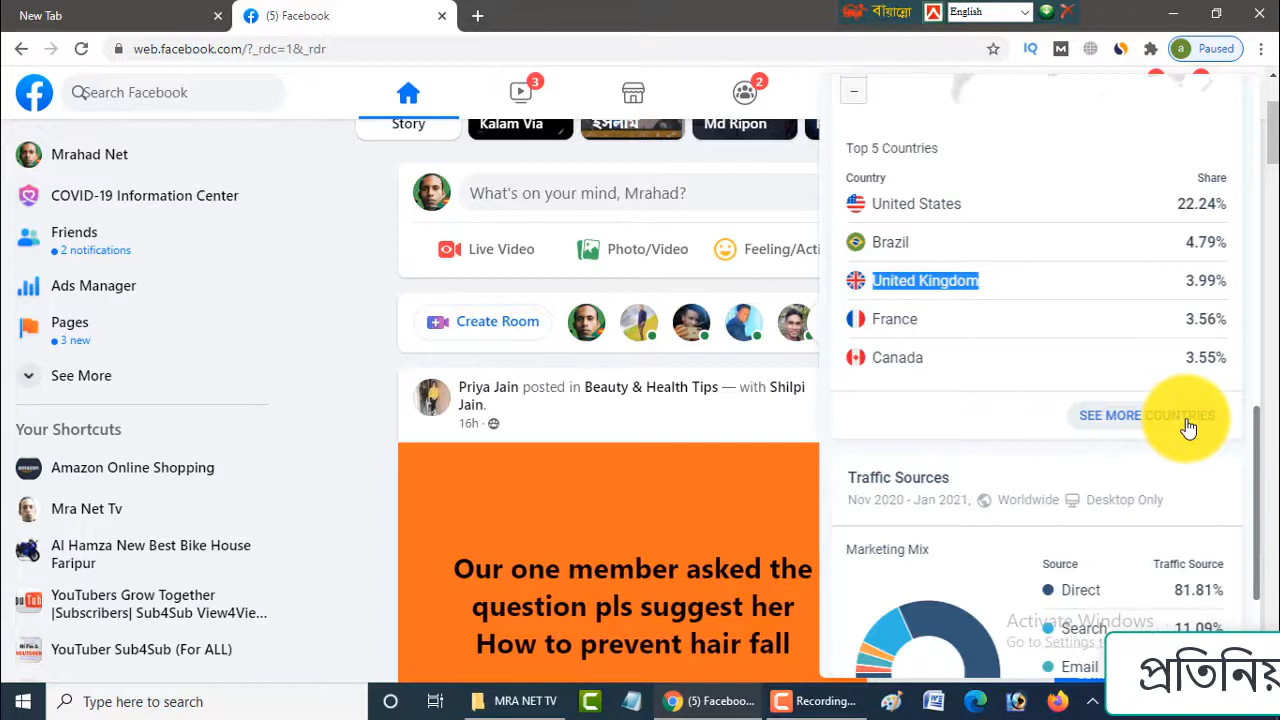 New Tab
(5) Facebook
বায়ান্নো
English
web.facebook.com/?_rdc=1&_rdr
IQ
M
a Paused
Search Facebook
3
2
Mrahad Net
COVID-19 Information Center
Friends
2 notifications
Ads Manager
Pages
3 new
See More
Your Shortcuts
Amazon Online Shopping
Mra Net Tv
Al Hamza New Best Bike House
Faripur
YouTubers Grow Together
|Subscribers| Sub4Sub View4Vie...
YouTuber Sub4Sub (For ALL)
Story
Kalam Via
Md Ripon
What's on your mind, Mrahad?
Live Video
Photo/Video
Feeling/Acti
Create Room
Priya Jain posted in Beauty & Health Tips — with Shilpi
Jain.
16h ·
Our one member asked the
question pls suggest her
How to prevent hair fall
Top 5 Countries
Country Share
United States 22.24%
Brazil 4.79%
United Kingdom 3.99%
France 3.56%
Canada 3.55%
SEE MORE COUNTRIES
Traffic Sources
Nov 2020 - Jan 2021, Worldwide Desktop Only
Marketing Mix
Source Traffic Source
Direct 81.81%
Search 11.09%
Email
Activate Windows
Go to Settings t
প্রতিনিয়
Type here to search
MRA NET TV
(5) Faceboo...
Recording...